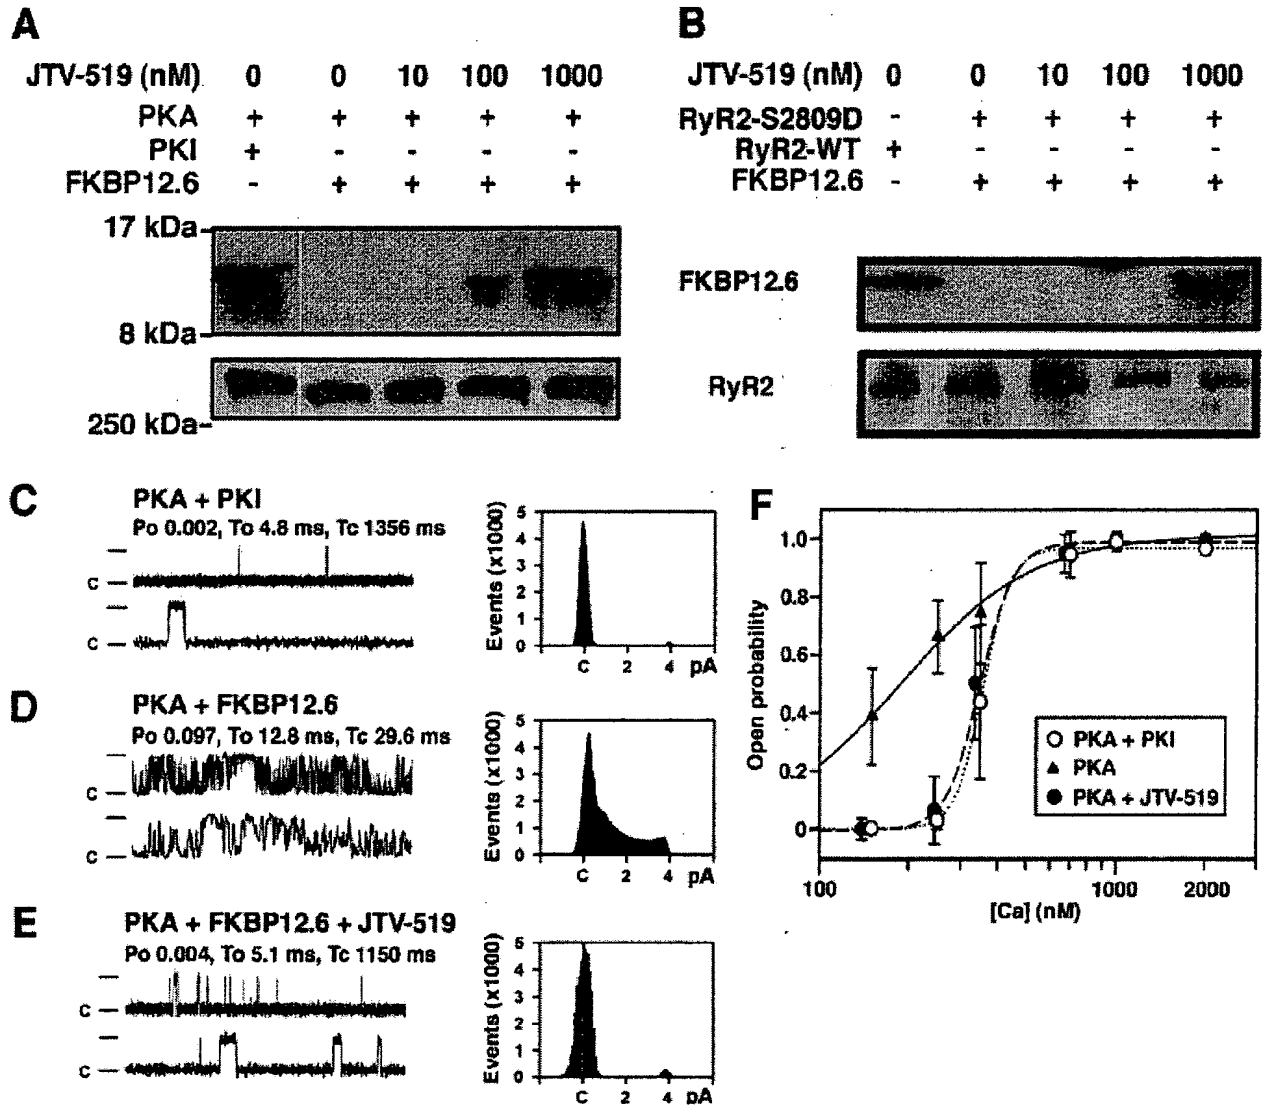 A
JTV-519 (nM) 0 0 10 100 1000
PKA + + + + +
PKI + - - - -
FKBP12.6 - + + + +
17 kDa
8 kDa
250 kDa
B
JTV-519 (nM) 0 0 10 100 1000
RyR2-S2809D - + + + +
RyR2-WT + - - - -
FKBP12.6 - + + + +
FKBP12.6
RyR2
C
PKA + PKI
Po 0.002, To 4.8 ms, Tc 1356 ms
C
C
Events (x1000)
5
4
3
2
1
0
C 2 4 pA
D
PKA + FKBP12.6
Po 0.097, To 12.8 ms, Tc 29.6 ms
C
C
Events (x1000)
5
4
3
2
1
0
C 2 4 pA
E
PKA + FKBP12.6 + JTV-519
Po 0.004, To 5.1 ms, Tc 1150 ms
C
C
Events (x1000)
5
4
3
2
1
0
C 2 4 pA
F
Open probability
1.0
0.8
0.6
0.4
0.2
0
PKA + PKI
PKA
PKA + JTV-519
100 1000 2000
[Ca] (nM)